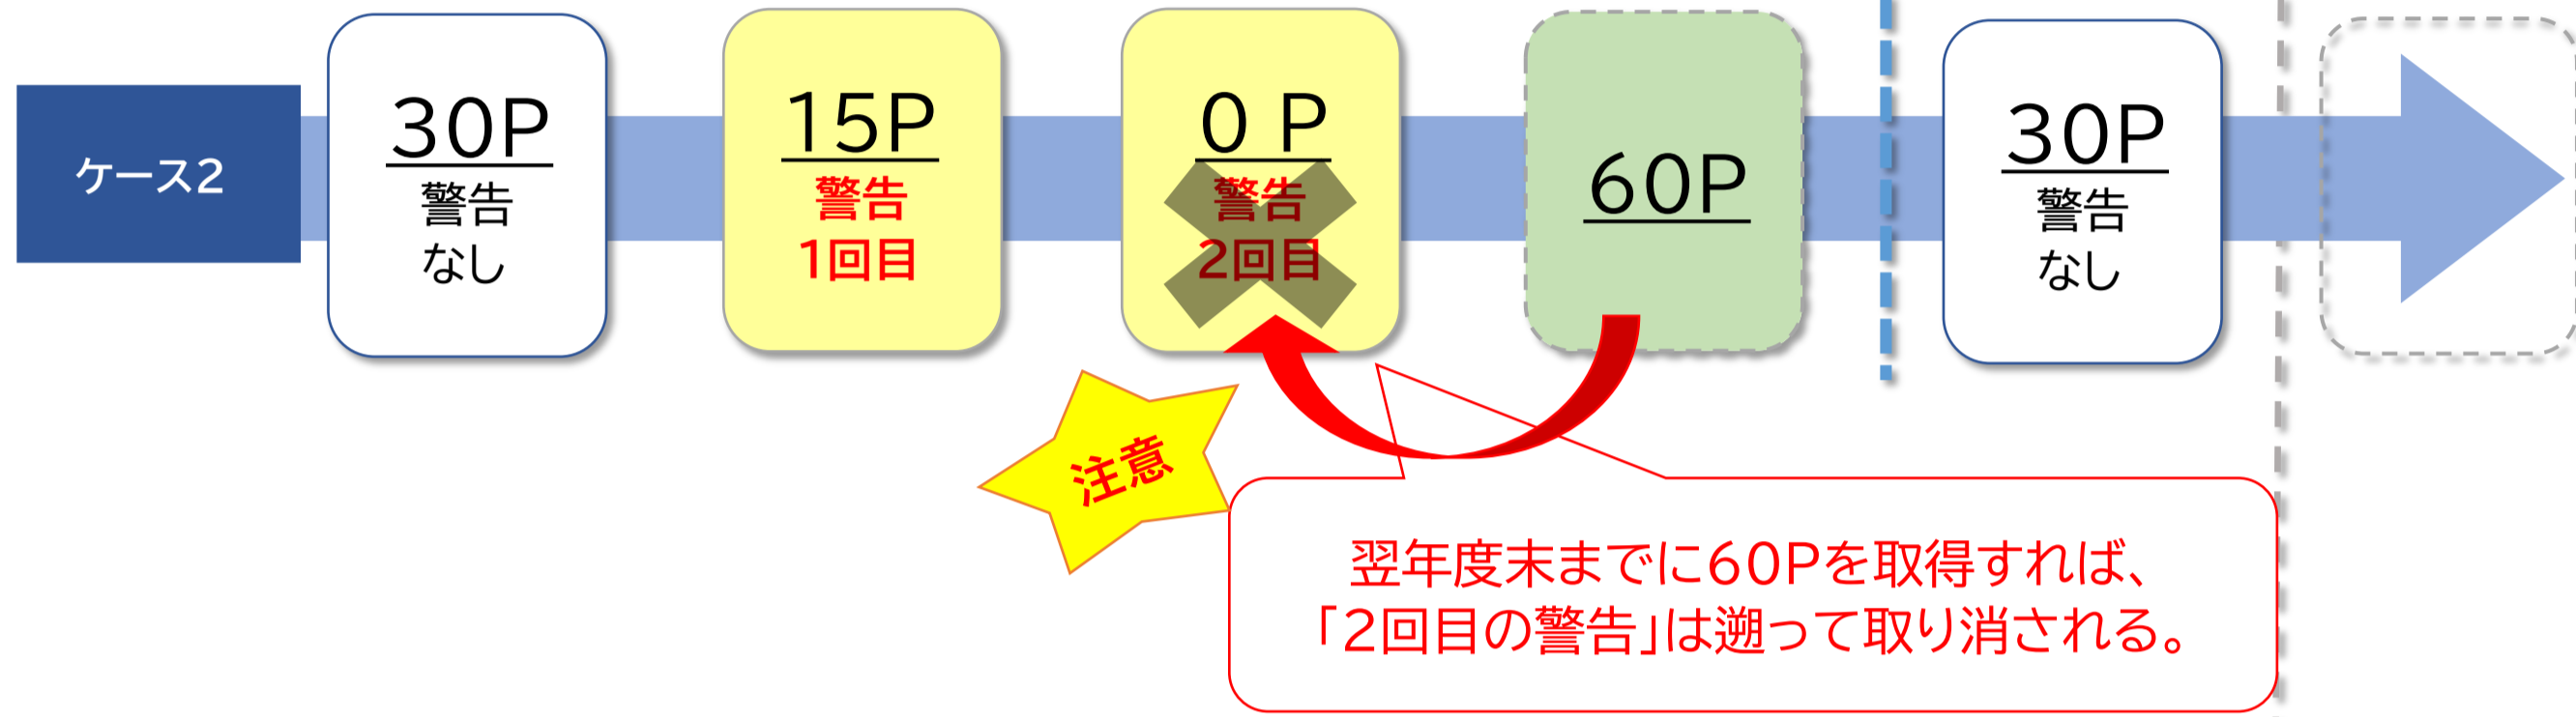 ケース2
30P
警告
なし
15P
警告
1回目
0 P
警告
2回目
60P
30P
警告
なし
注意
翌年度末までに60Pを取得すれば、
「2回目の警告」は遡って取り消される。